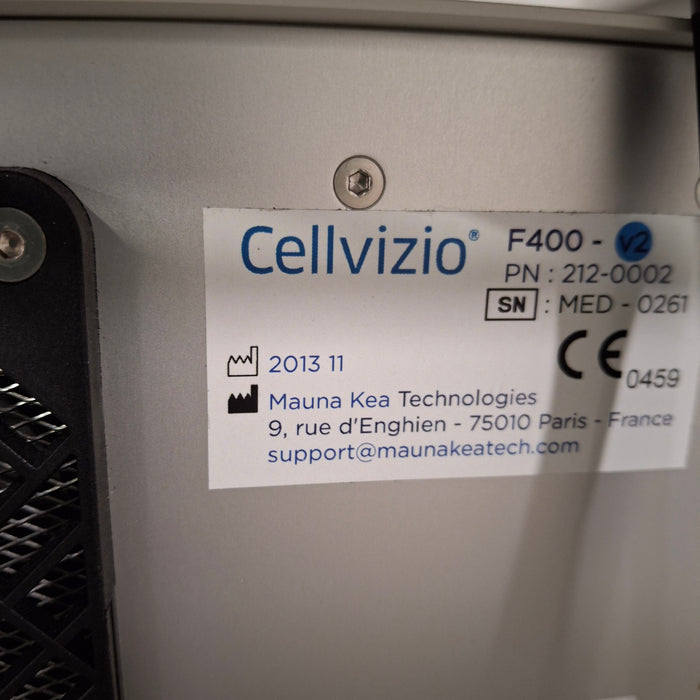 Cellvizio® F400 - v2
PN : 212-0002
SN : MED - 0261
CE 0459
2013 11
Mauna Kea Technologies
9, rue d'Enghien - 75010 Paris - France
support@maunakeatech.com